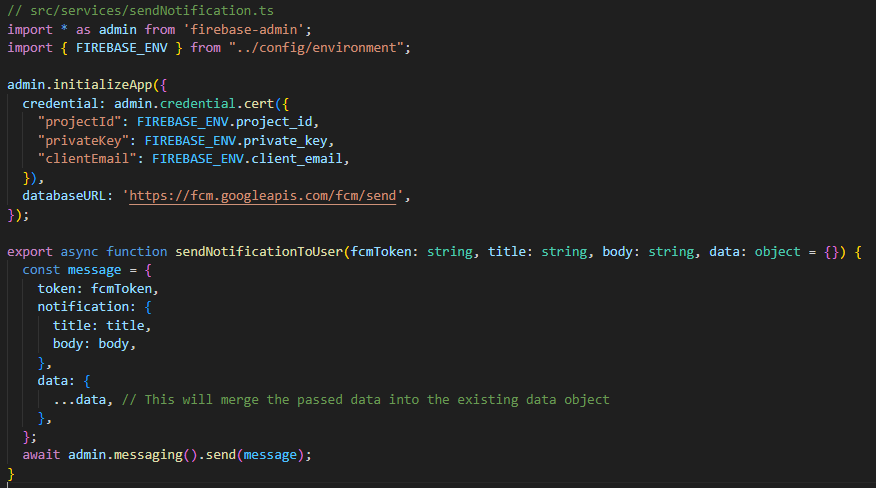 // src/services/sendNotification.ts
import * as admin from 'firebase-admin';
import { FIREBASE_ENV } from "../config/environment";

admin.initializeApp({
  credential: admin.credential.cert({
    "projectId": FIREBASE_ENV.project_id,
    "privateKey": FIREBASE_ENV.private_key,
    "clientEmail": FIREBASE_ENV.client_email,
  }),
  databaseURL: 'https://fcm.googleapis.com/fcm/send',
});

export async function sendNotificationToUser(fcmToken: string, title: string, body: string, data: object = {}) {
  const message = {
    token: fcmToken,
    notification: {
      title: title,
      body: body,
    },
    data: {
      ...data, // This will merge the passed data into the existing data object
    },
  };
  await admin.messaging().send(message);
}